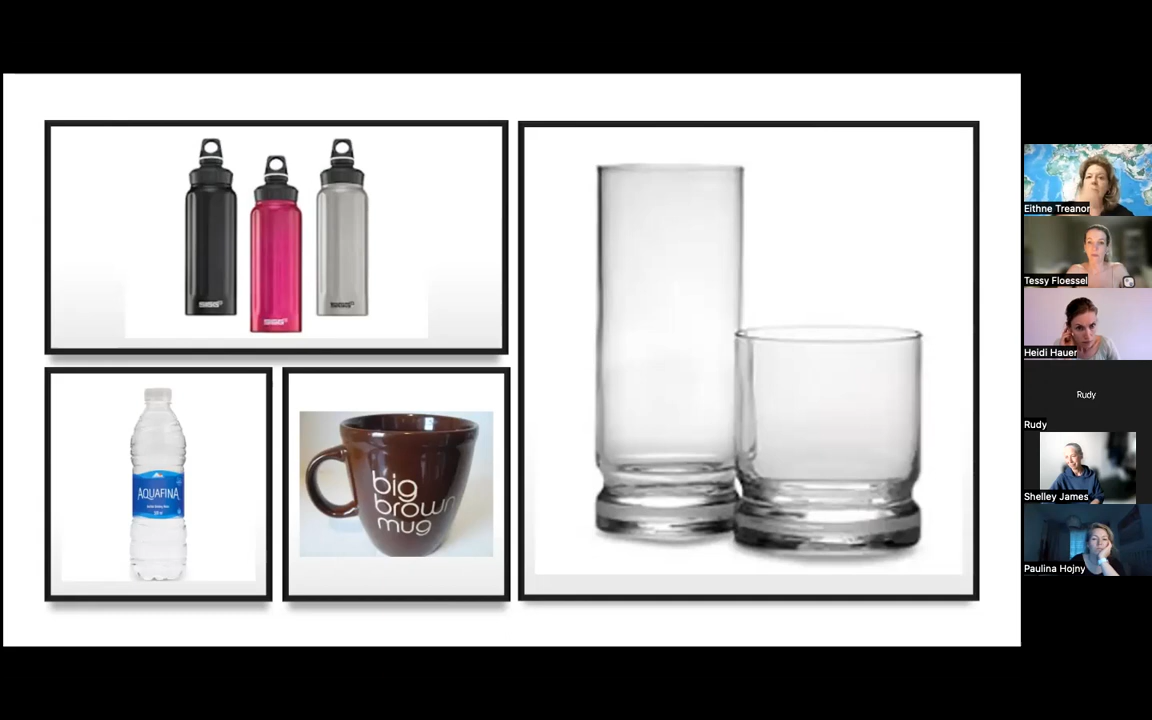 AQUAFINA
big
brown
mug
Eithne Treanor
Tessy Floessel
Heidi Hauer
Rudy
Rudy
Shelley James
Paulina Hojny